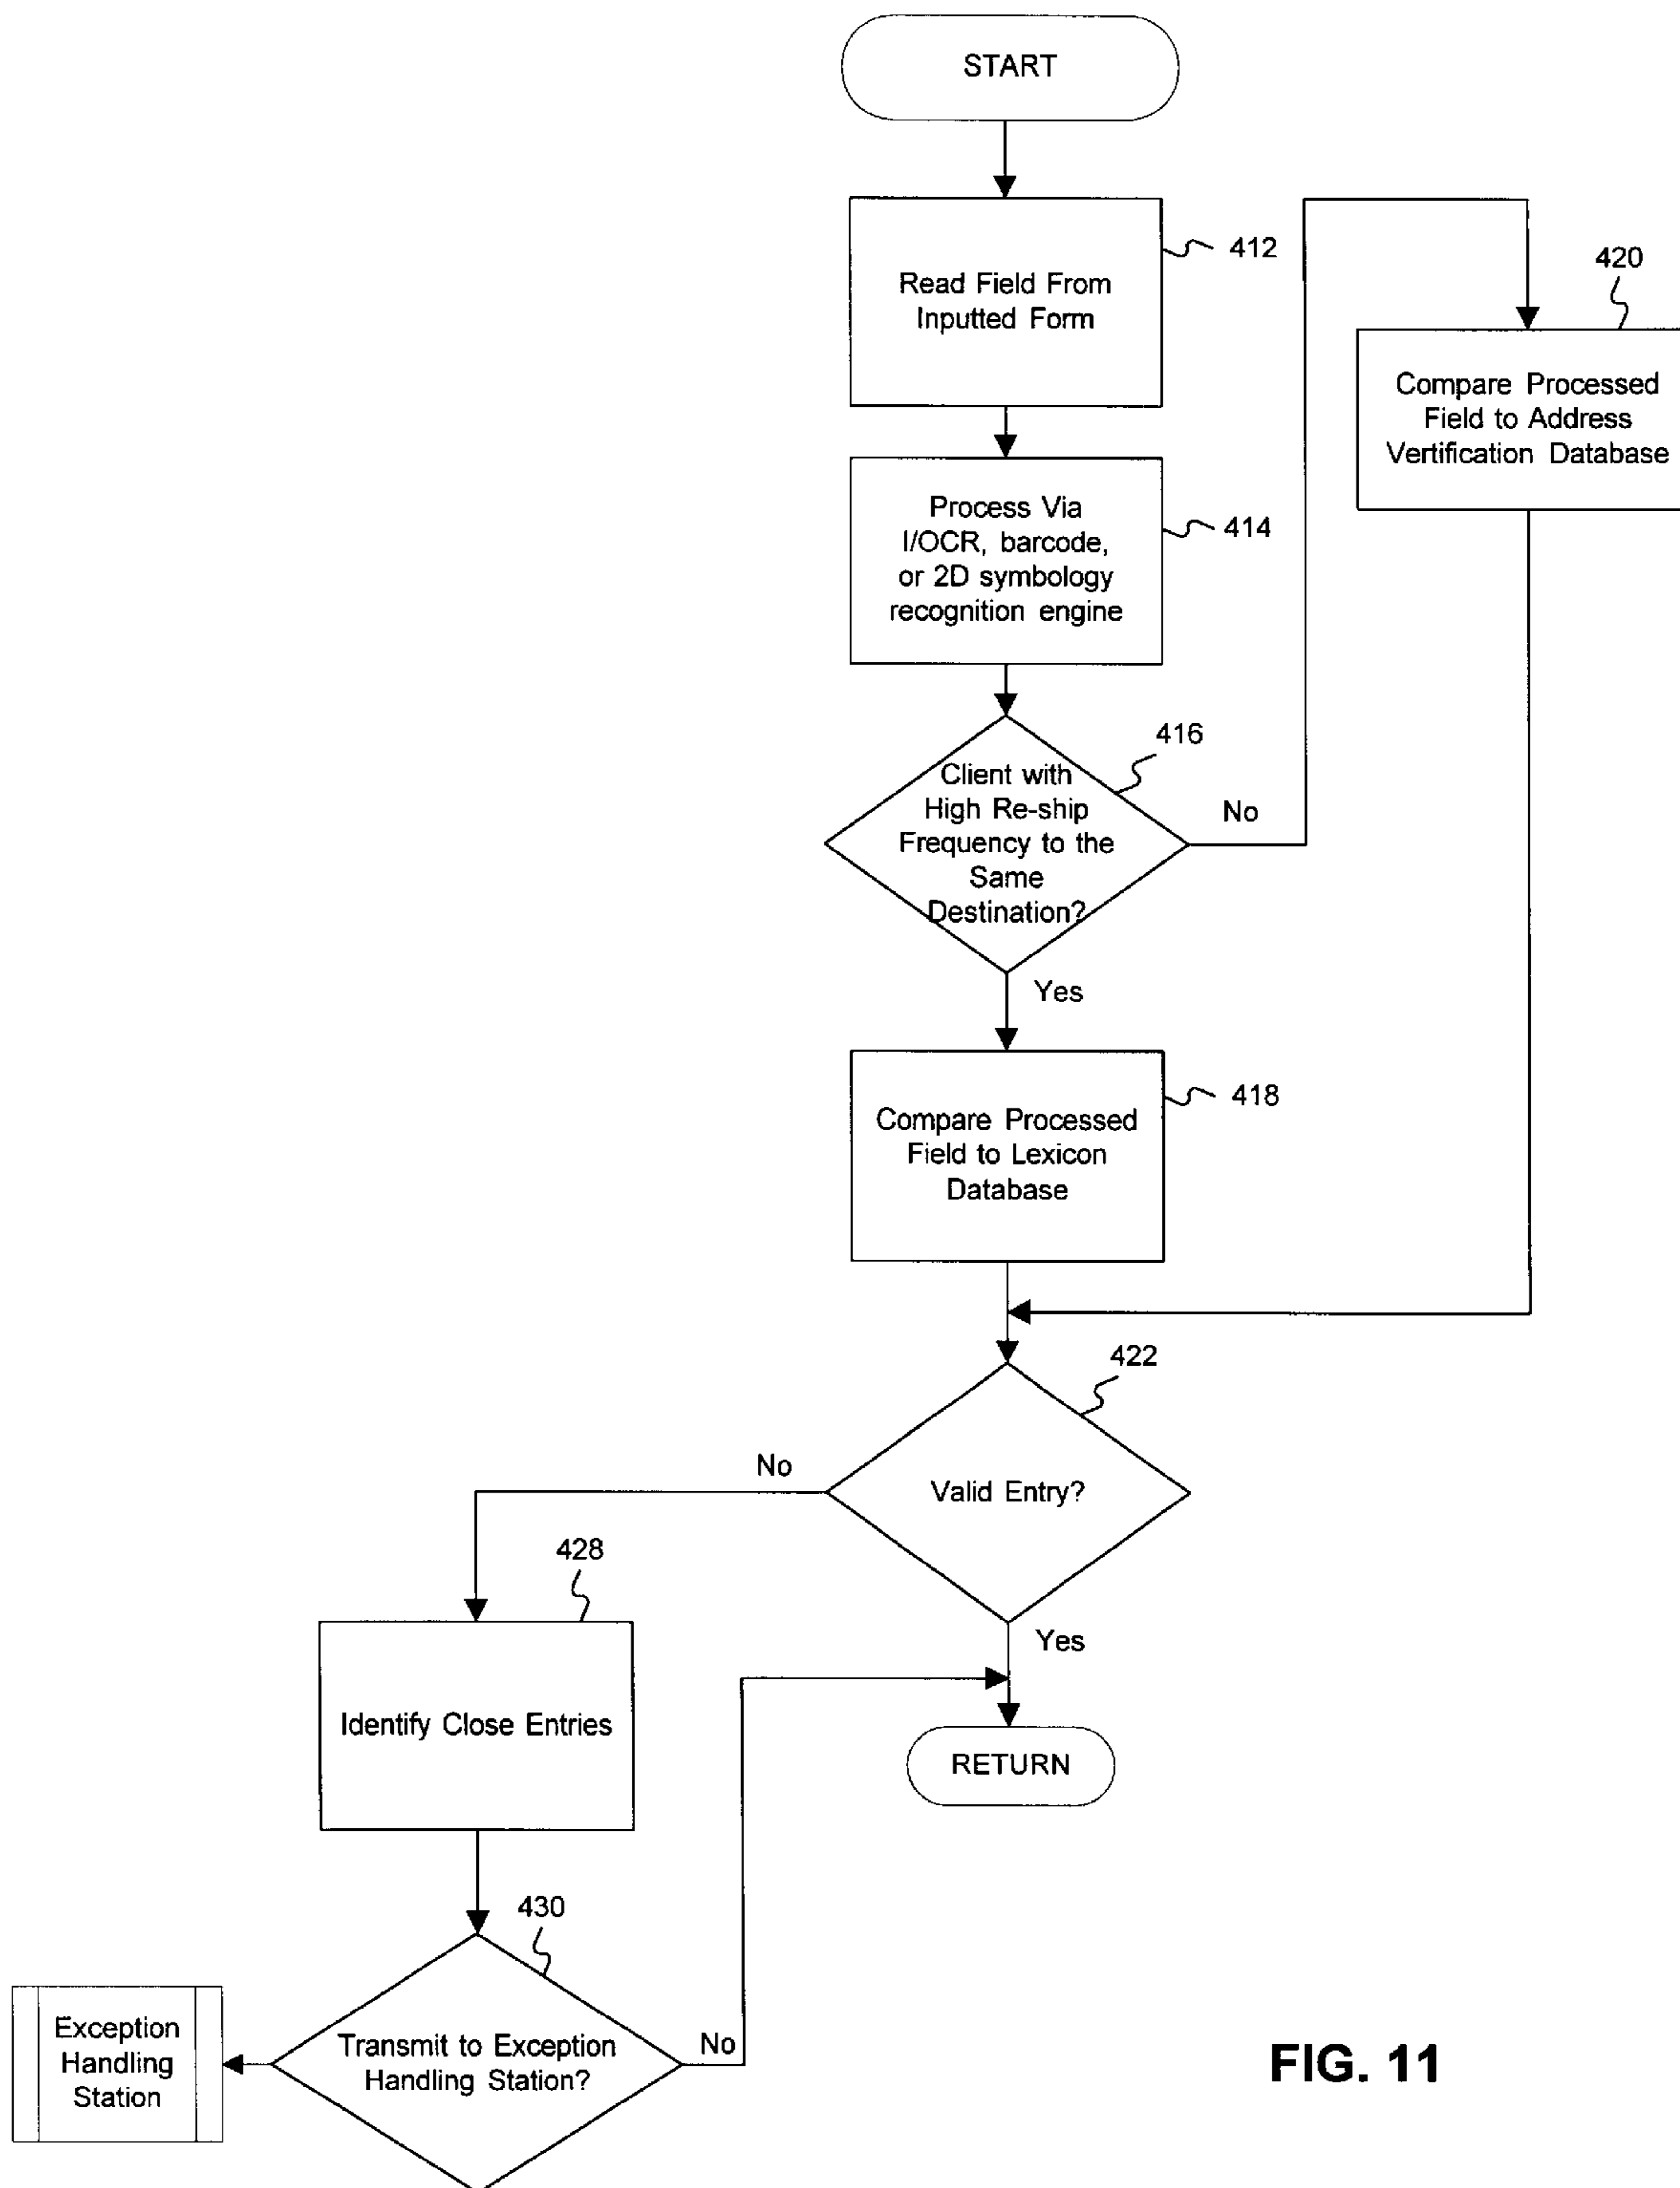 START
Read Field From
Inputted Form
412
Process Via
I/OCR, barcode,
or 2D symbology
recognition engine
414
Client with
High Re-ship
Frequency to the
Same
Destination?
416
No
420
Compare Processed
Field to Address
Vertification Database
Yes
Compare Processed
Field to Lexicon
Database
418
422
Valid Entry?
No
Yes
428
Identify Close Entries
RETURN
430
Transmit to Exception
Handling Station?
No
Exception
Handling
Station
FIG. 11